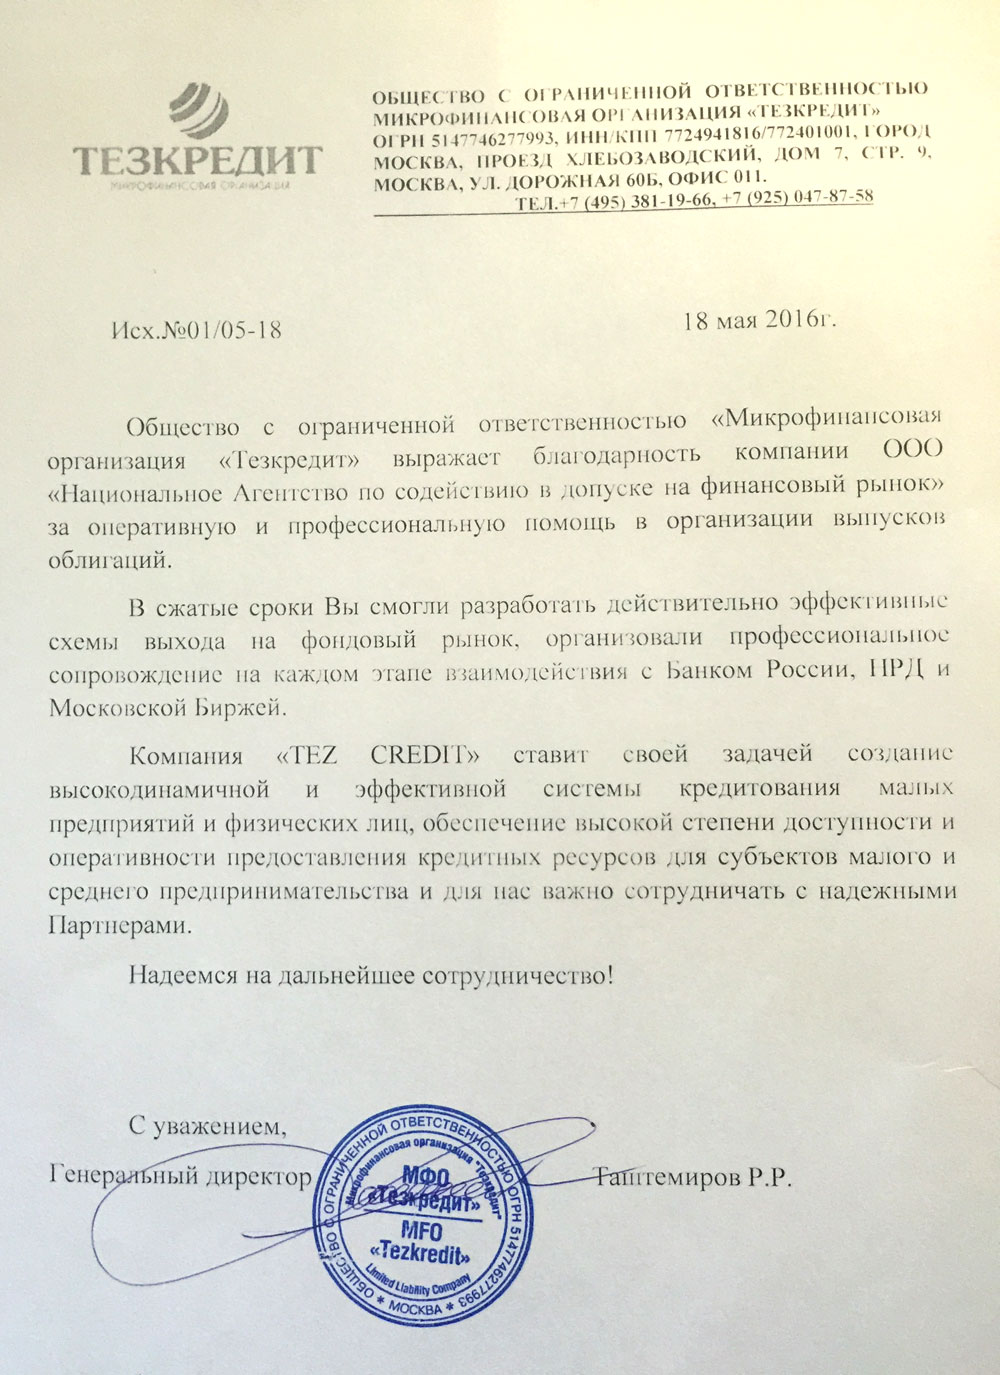 ТЕЗКРЕДИТ
МИКРОФИНАНСОВАЯ ОРГАНИЗАЦИЯ
ОБЩЕСТВО С ОГРАНИЧЕННОЙ ОТВЕТСТВЕННОСТЬЮ
МИКРОФИНАНСОВАЯ ОРГАНИЗАЦИЯ «ТЕЗКРЕДИТ»
ОГРН 5147746277993, ИНН/КПП 7724941816/772401001, ГОРОД
МОСКВА, ПРОЕЗД ХЛЕБОЗАВОДСКИЙ, ДОМ 7, СТР. 9,
МОСКВА, УЛ. ДОРОЖНАЯ 60Б, ОФИС 011.
ТЕЛ.+7 (495) 381-19-66, +7 (925) 047-87-58
Исх.№01/05-18
18 мая 2016г.
Общество с ограниченной ответственностью «Микрофинансовая
организация «Тезкредит» выражает благодарность компании ООО
«Национальное Агентство по содействию в допуске на финансовый рынок»
за оперативную и профессиональную помощь в организации выпусков
облигаций.
В сжатые сроки Вы смогли разработать действительно эффективные
схемы выхода на фондовый рынок, организовали профессиональное
сопровождение на каждом этапе взаимодействия с Банком России, НРД и
Московской Биржей.
Компания «TEZ CREDIT» ставит своей задачей создание
высокодинамичной и эффективной системы кредитования малых
предприятий и физических лиц, обеспечение высокой степени доступности и
оперативности предоставления кредитных ресурсов для субъектов малого и
среднего предпринимательства и для нас важно сотрудничать с надежными
Партнерами.
Надеемся на дальнейшее сотрудничество!
С уважением,
Генеральный директор
Таштемиров Р.Р.
ОБЩЕСТВО С ОГРАНИЧЕННОЙ ОТВЕТСТВЕННОСТЬЮ ОГРН 5147746277993
* МОСКВА *
Микрофинансовая организация "Тезкредит"
МФО
«Тезкредит»
MFO
«Tezkredit»
Limited Liability Company